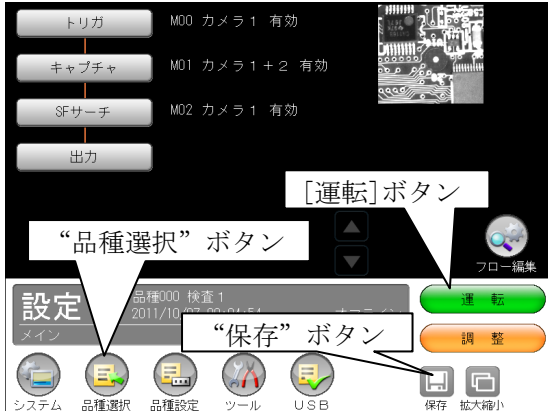 トリガ
M00 カメラ1 有効
キャプチャ
M01 カメラ1+2 有効
SFサーチ
M02 カメラ1 有効
出力
[運転]ボタン
“品種選択”ボタン
フロー編集
設定
メイン
品種000 検査1
2011/10/
運 転
“保存”ボタン
調 整
システム
品種選択
品種設定
ツール
USB
保存
拡大縮小